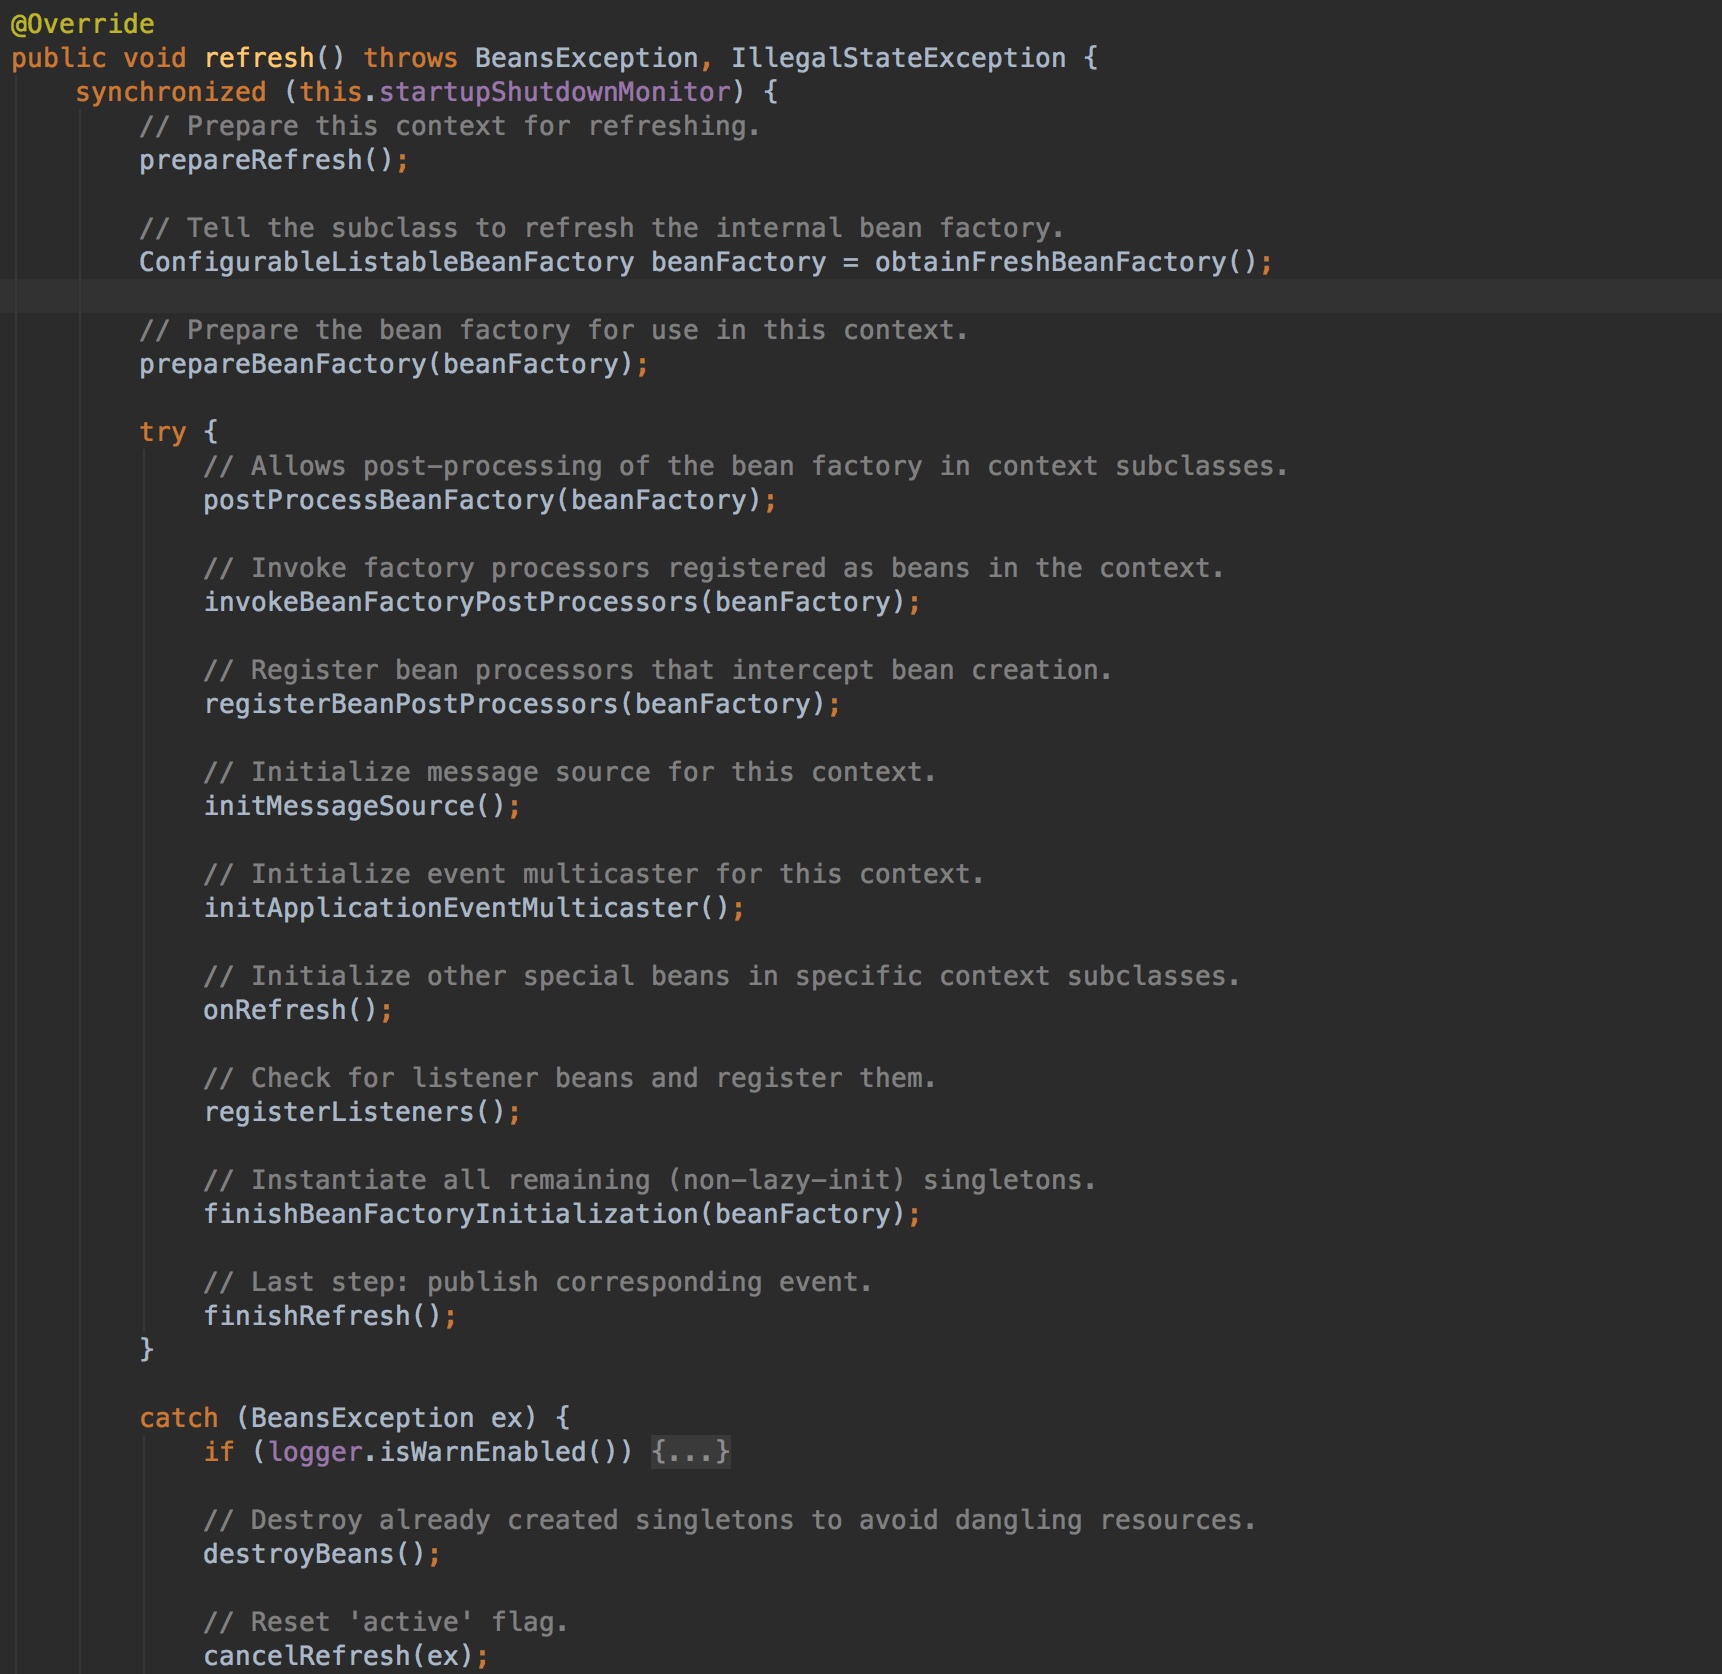 @Override
public void refresh() throws BeansException, IllegalStateException {
synchronized (this.startupShutdownMonitor) {
// Prepare this context for refreshing.
prepareRefresh();
// Tell the subclass to refresh the internal bean factory.
ConfigurableListableBeanFactory beanFactory = obtainFreshBeanFactory();
// Prepare the bean factory for use in this context.
prepareBeanFactory(beanFactory);
try {
// Allows post-processing of the bean factory in context subclasses.
postProcessBeanFactory(beanFactory);
// Invoke factory processors registered as beans in the context.
invokeBeanFactoryPostProcessors(beanFactory);
// Register bean processors that intercept bean creation.
registerBeanPostProcessors(beanFactory);
// Initialize message source for this context.
initMessageSource();
// Initialize event multicaster for this context.
initApplicationEventMulticaster();
// Initialize other special beans in specific context subclasses.
onRefresh();
// Check for listener beans and register them.
registerListeners();
// Instantiate all remaining (non-lazy-init) singletons.
finishBeanFactoryInitialization(beanFactory);
// Last step: publish corresponding event.
finishRefresh();
}
catch (BeansException ex) {
if (logger.isWarnEnabled()) {...}
// Destroy already created singletons to avoid dangling resources.
destroyBeans();
// Reset 'active' flag.
cancelRefresh(ex);